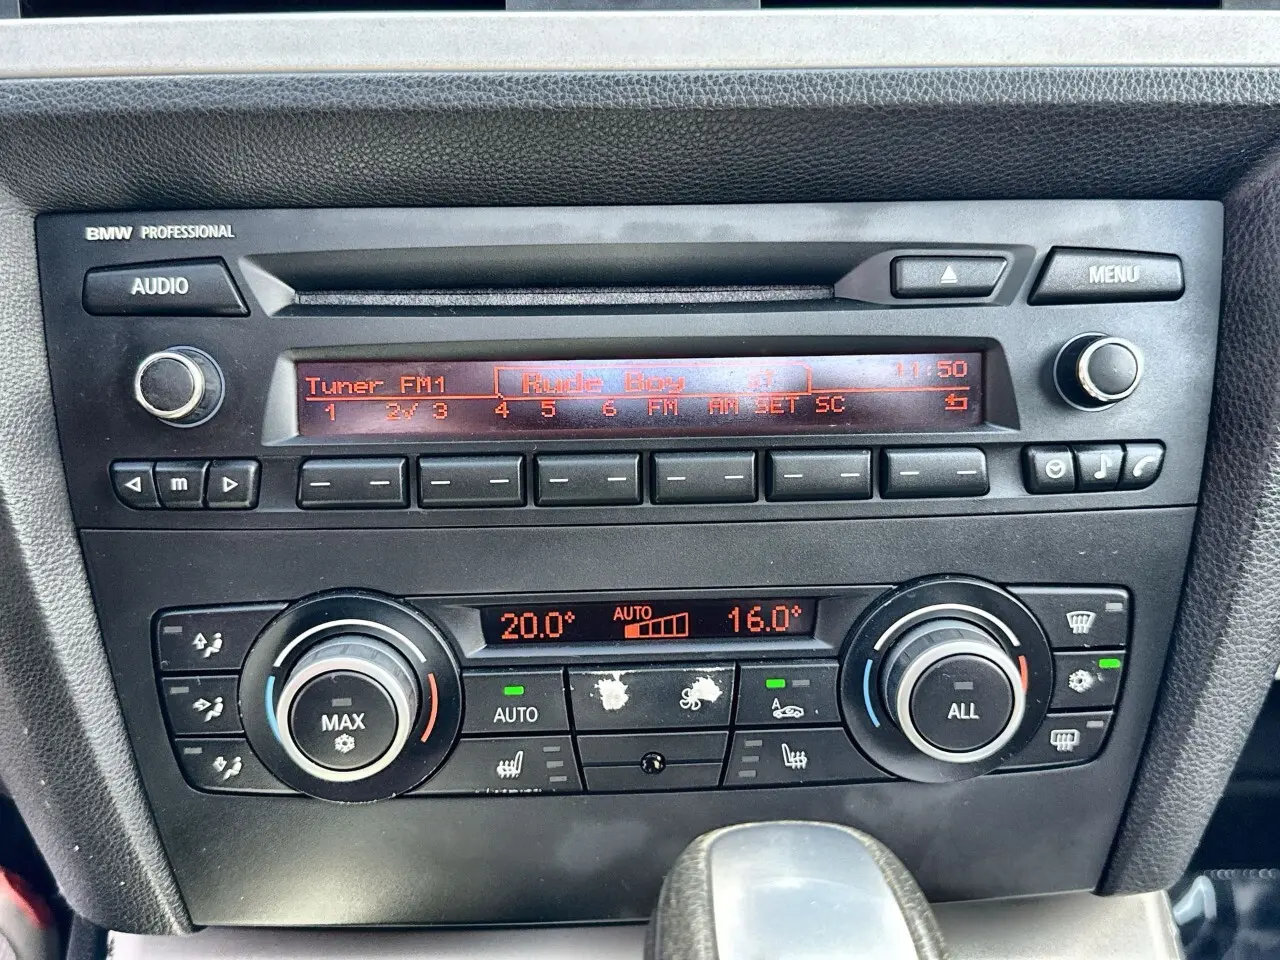 BMW PROFESSIONAL
AUDIO
MENU
Tuner FM1
Rude Boy
11:50
1 2√ 3 4 5 6 FM AM SET SC
m
20.0°
AUTO
16.0°
MAX
AUTO
A
ALL